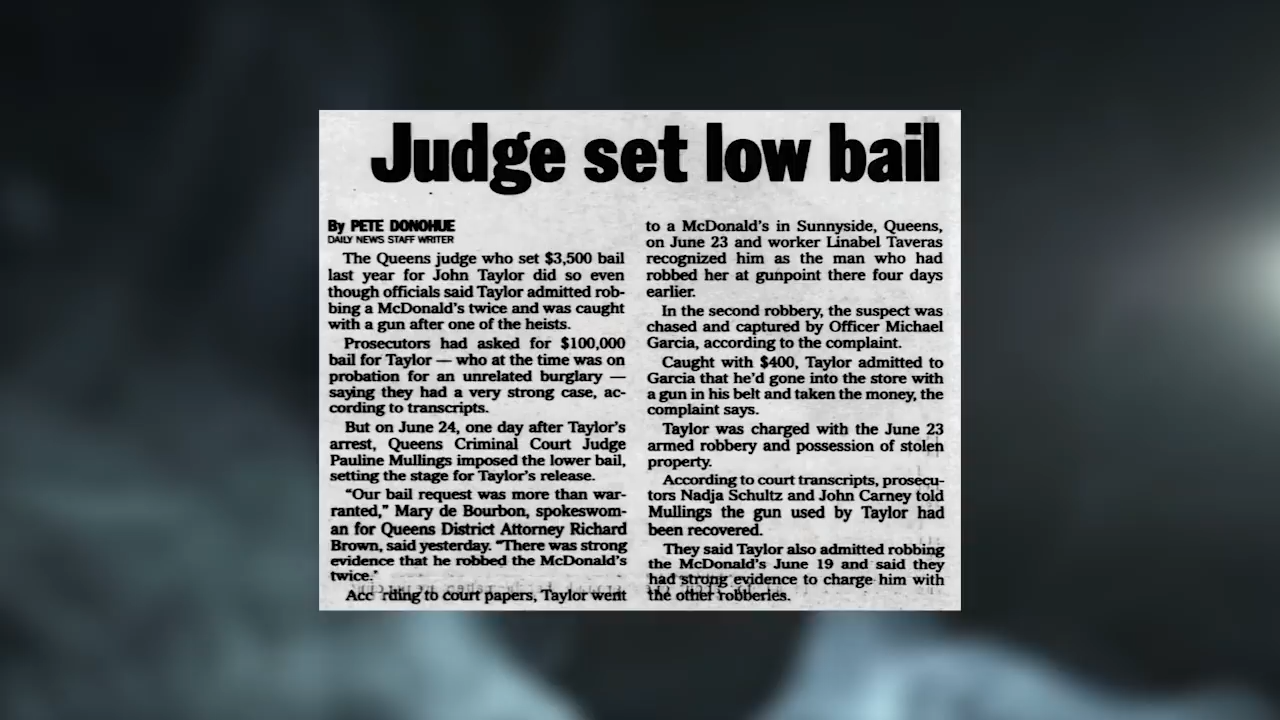 Judge set low bail
By PETE DONOHUE
DAILY NEWS STAFF WRITER
The Queens judge who set $3,500 bail
last year for John Taylor did so even
though officials said Taylor admitted rob-
bing a McDonald's twice and was caught
with a gun after one of the heists.
Prosecutors had asked for $100,000
bail for Taylor — who at the time was on
probation for an unrelated burglary —
saying they had a very strong case, ac-
cording to transcripts.
But on June 24, one day after Taylor's
arrest, Queens Criminal Court Judge
Pauline Mullings imposed the lower bail,
setting the stage for Taylor's release.
"Our bail request was more than war-
ranted," Mary de Bourbon, spokeswom-
an for Queens District Attorney Richard
Brown, said yesterday. "There was strong
evidence that he robbed the McDonald's
twice."
Acc rding to court papers, Taylor went
to a McDonald's in Sunnyside, Queens,
on June 23 and worker Linabel Taveras
recognized him as the man who had
robbed her at gunpoint there four days
earlier.
In the second robbery, the suspect was
chased and captured by Officer Michael
Garcia, according to the complaint.
Caught with $400, Taylor admitted to
Garcia that he'd gone into the store with
a gun in his belt and taken the money, the
complaint says.
Taylor was charged with the June 23
armed robbery and possession of stolen
property.
According to court transcripts, prosecu-
tors Nadja Schultz and John Carney told
Mullings the gun used by Taylor had
been recovered.
They said Taylor also admitted robbing
the McDonald's June 19 and said they
had strong evidence to charge him with
the other robberies.